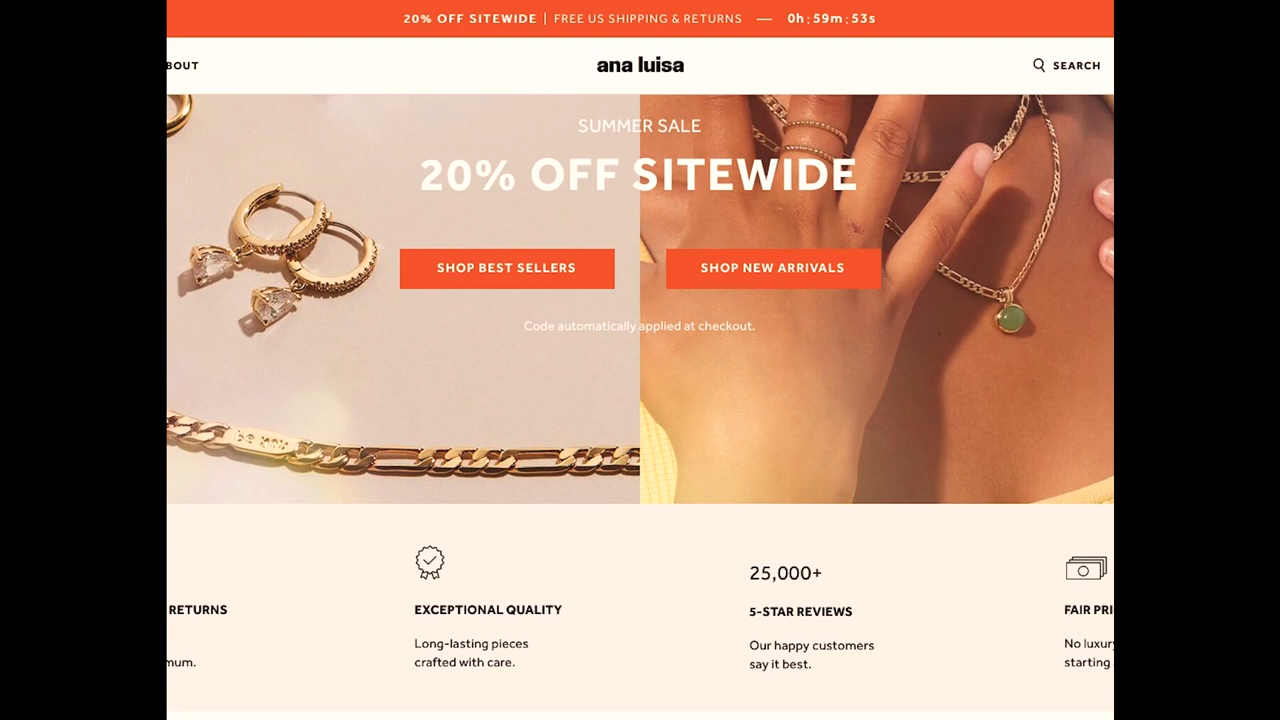 20% OFF SITEWIDE | FREE US SHIPPING & RETURNS — 0h : 59m : 53s
BOUT
ana luisa
SEARCH
SUMMER SALE
20% OFF SITEWIDE
SHOP BEST SELLERS
SHOP NEW ARRIVALS
Code automatically applied at checkout.
RETURNS
mum.
EXCEPTIONAL QUALITY
Long-lasting pieces
crafted with care.
25,000+
5-STAR REVIEWS
Our happy customers
say it best.
FAIR PRI
No luxury
starting